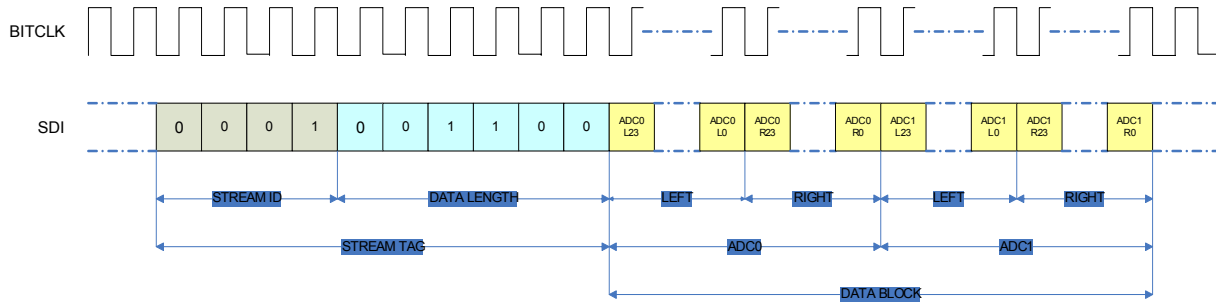 BITCLK
SDI
0 0 0 1 0 0 1 1 0 0
ADC0 L23
ADC0 L0
ADC0 R23
ADC0 R0
ADC1 L23
ADC1 L0
ADC1 R23
ADC1 R0
STREAM ID DATA LENGTH LEFT RIGHT LEFT RIGHT
STREAM TAG ADC0 ADC1
DATA BLOCK